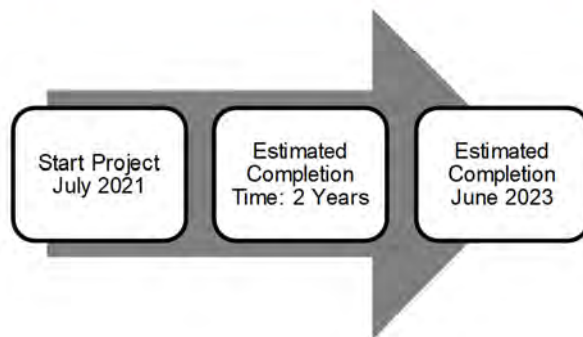 Start Project
July 2021
Estimated
Completion
Time: 2 Years
Estimated
Completion
June 2023